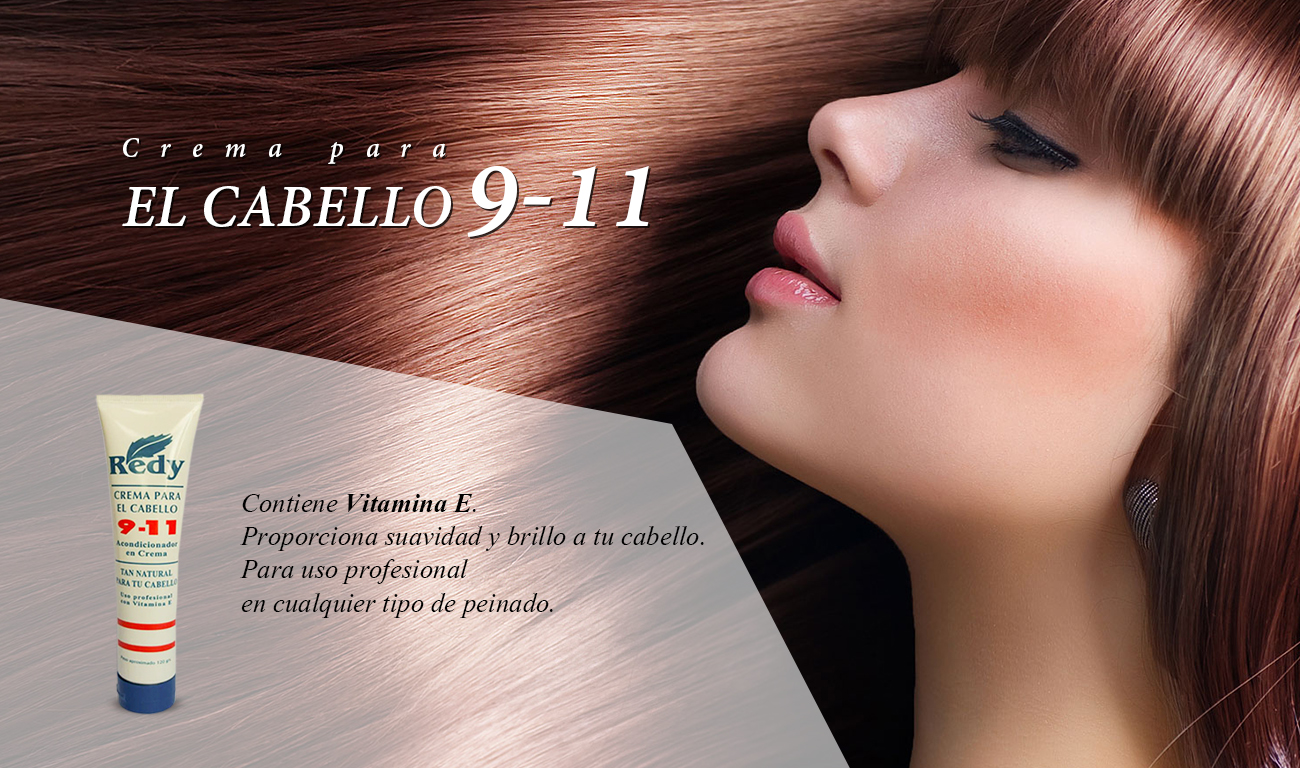 Crema para
EL CABELLO 9-11
Contiene Vitamina E.
Proporciona suavidad y brillo a tu cabello.
Para uso profesional
en cualquier tipo de peinado.
Redy
CREMA PARA
EL CABELLO
9-11
Acondicionador
en Crema
TAN NATURAL
PARA TU CABELLO
Uso profesional
con Vitamina E